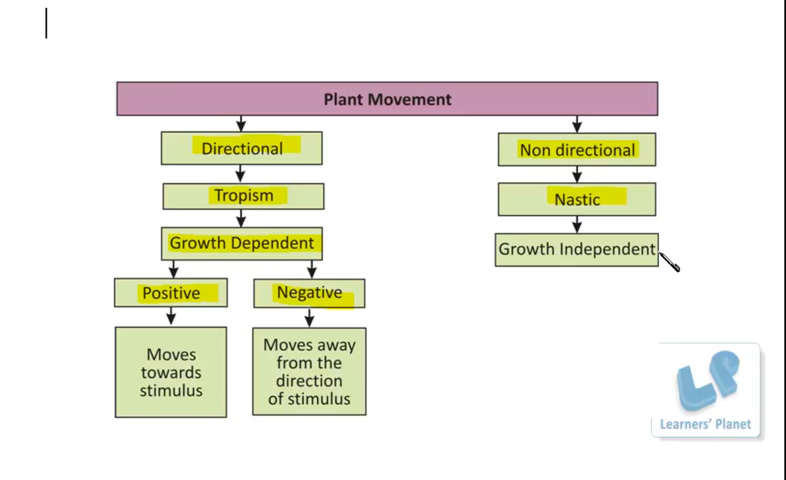 Plant Movement
Directional
Non directional
Tropism
Nastic
Growth Dependent
Growth Independent
Positive
Negative
Moves
towards
stimulus
Moves away
from the
direction
of stimulus
LP
Learners' Planet